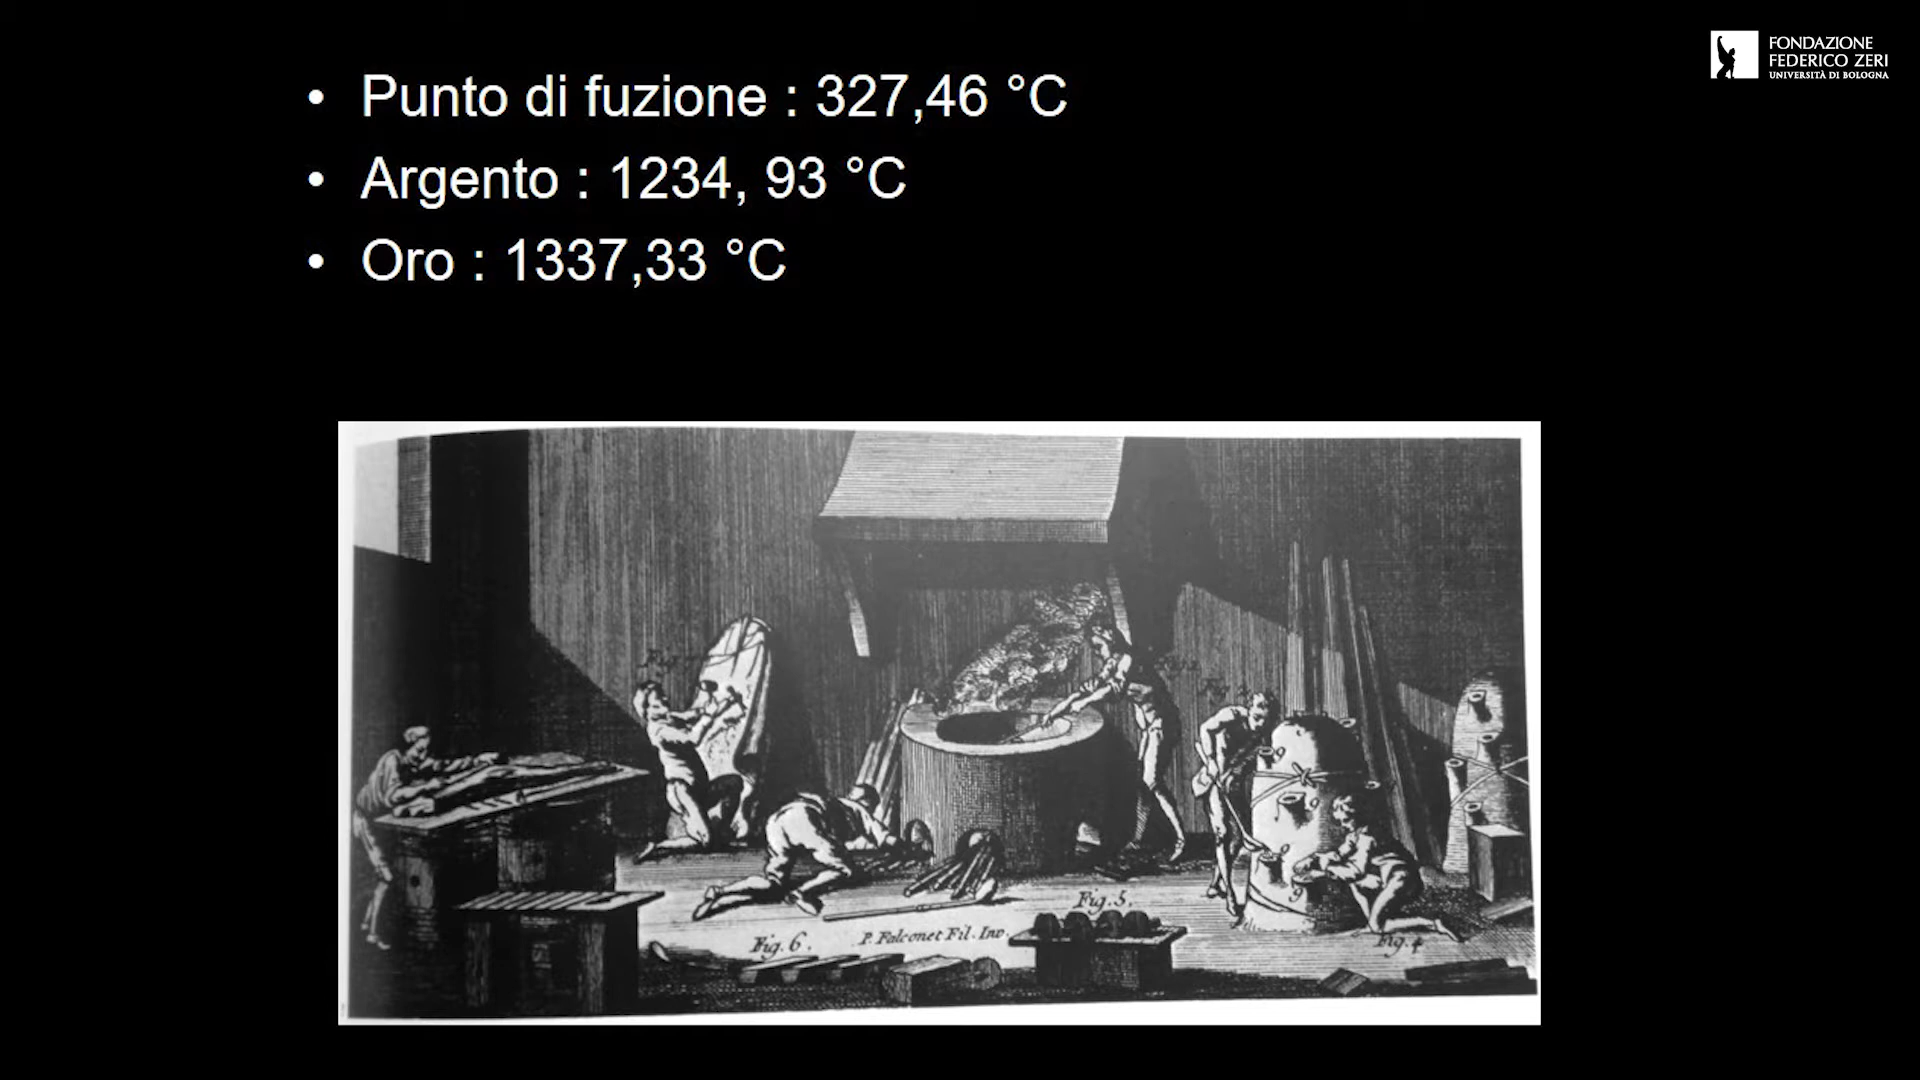 • Punto di fuzione : 327,46 °C
• Argento : 1234, 93 °C
• Oro : 1337,33 °C
FONDAZIONE
FEDERICO ZERI
UNIVERSITÀ DI BOLOGNA
Fig. 5.
Fig. 6.
P. Falconet Fil. Inv.
Fig. 4